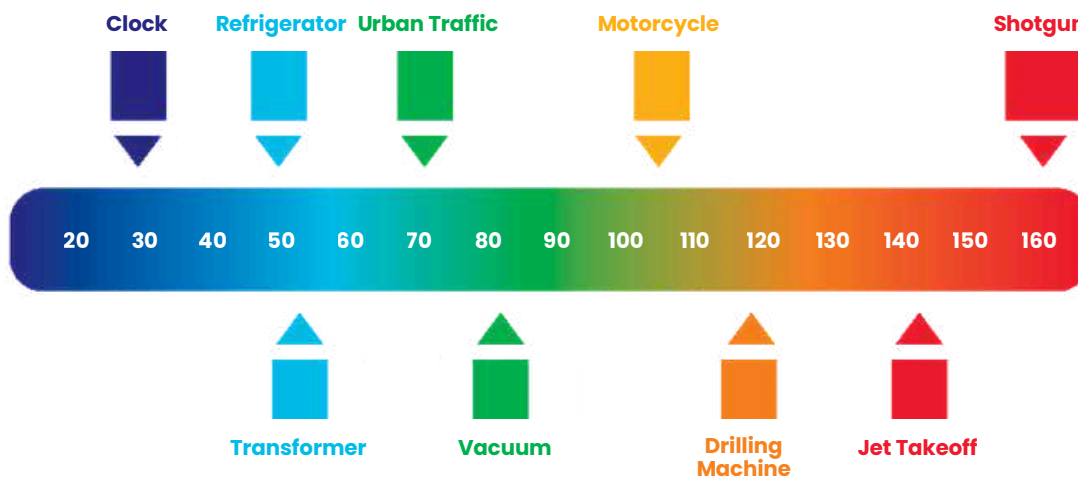 Clock Refrigerator Urban Traffic Motorcycle Shotgun
20 30 40 50 60 70 80 90 100 110 120 130 140 150 160
Transformer Vacuum Drilling Jet Takeoff
Machine